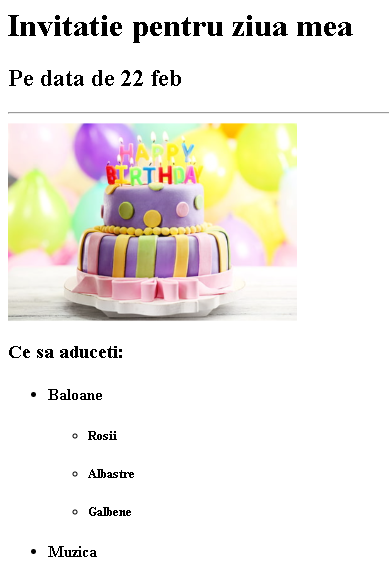 Invitatie pentru ziua mea
Pe data de 22 feb
HAPPY
BIRTHDAY
Ce sa aduceti:
Baloane
Rosii
Albastre
Galbene
Muzica